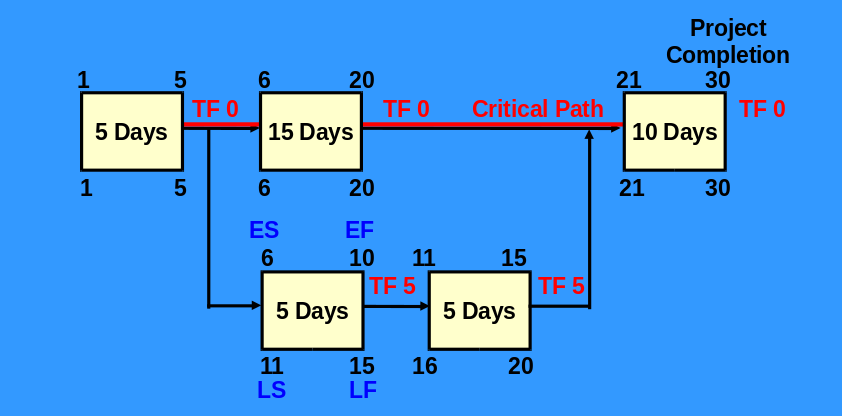 Project
Completion
1 5 6 20 21 30
TF 0 TF 0 Critical Path TF 0
5 Days 15 Days 10 Days
1 5 6 20 21 30
ES EF
6 10 11 15
TF 5 TF 5
5 Days 5 Days
11 15 16 20
LS LF